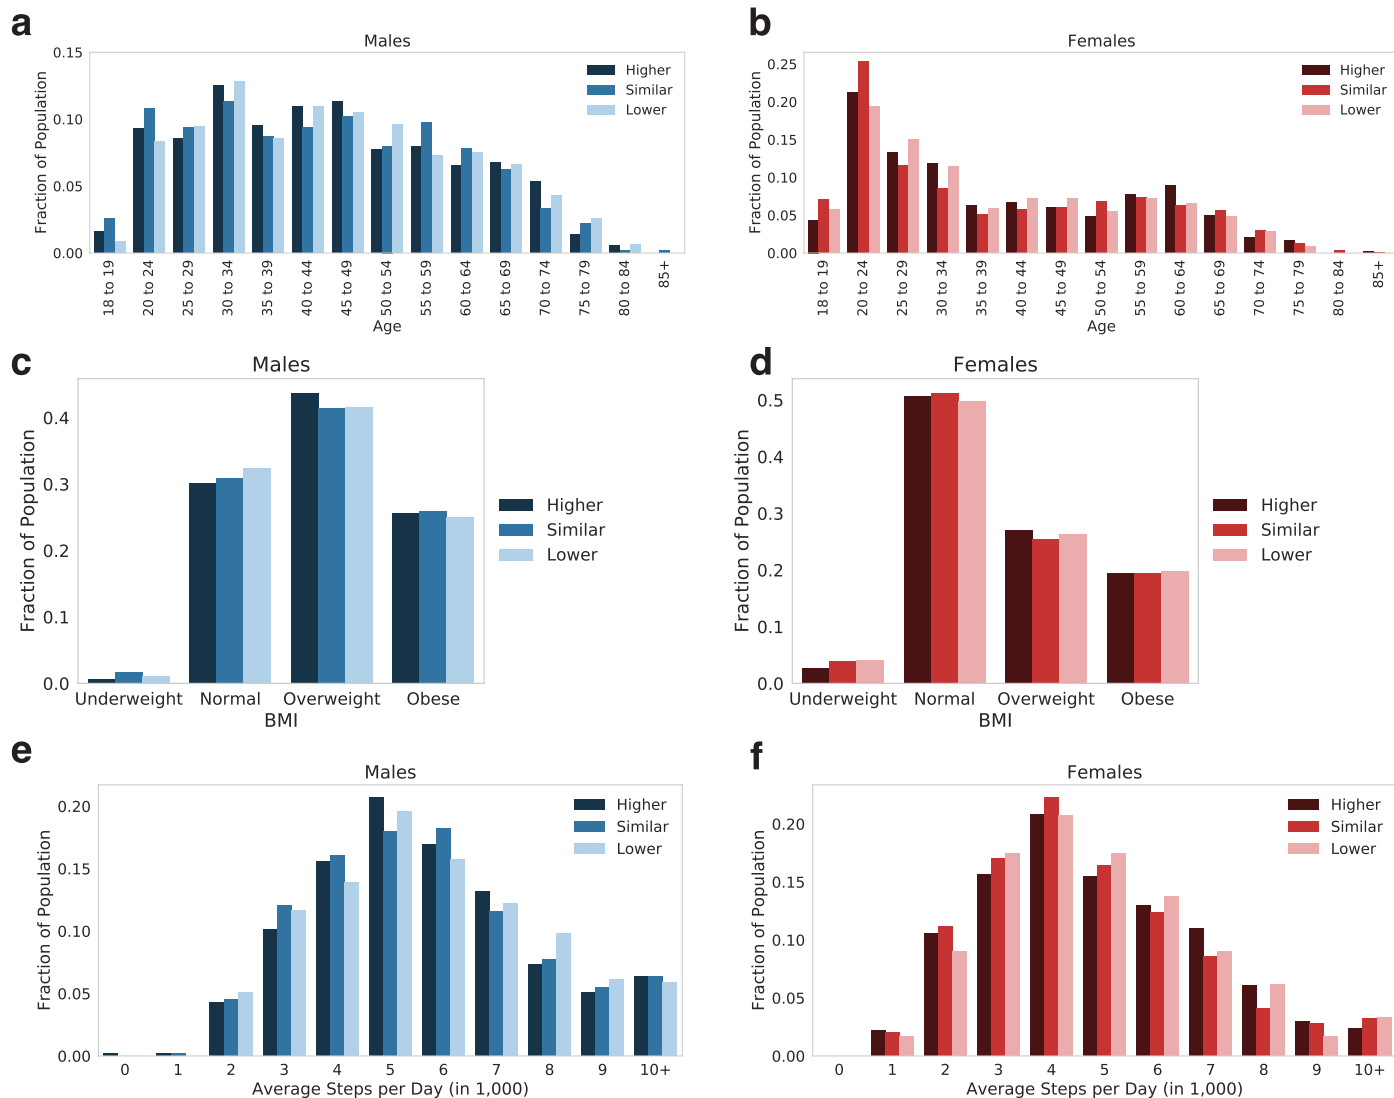 a
Males
Fraction of Population
0.15
0.10
0.05
0.00
Higher
Similar
Lower
18 to 19
20 to 24
25 to 29
30 to 34
35 to 39
40 to 44
45 to 49
50 to 54
55 to 59
60 to 64
65 to 69
70 to 74
75 to 79
80 to 84
85+
Age
b
Females
Fraction of Population
0.25
0.20
0.15
0.10
0.05
0.00
Higher
Similar
Lower
18 to 19
20 to 24
25 to 29
30 to 34
35 to 39
40 to 44
45 to 49
50 to 54
55 to 59
60 to 64
65 to 69
70 to 74
75 to 79
80 to 84
85+
Age
c
Males
Fraction of Population
0.4
0.3
0.2
0.1
0.0
Higher
Similar
Lower
Underweight Normal Overweight Obese
BMI
d
Females
Fraction of Population
0.5
0.4
0.3
0.2
0.1
0.0
Higher
Similar
Lower
Underweight Normal Overweight Obese
BMI
e
Males
Fraction of Population
0.20
0.15
0.10
0.05
0.00
Higher
Similar
Lower
0 1 2 3 4 5 6 7 8 9 10+
Average Steps per Day (in 1,000)
f
Females
Fraction of Population
0.20
0.15
0.10
0.05
0.00
Higher
Similar
Lower
0 1 2 3 4 5 6 7 8 9 10+
Average Steps per Day (in 1,000)